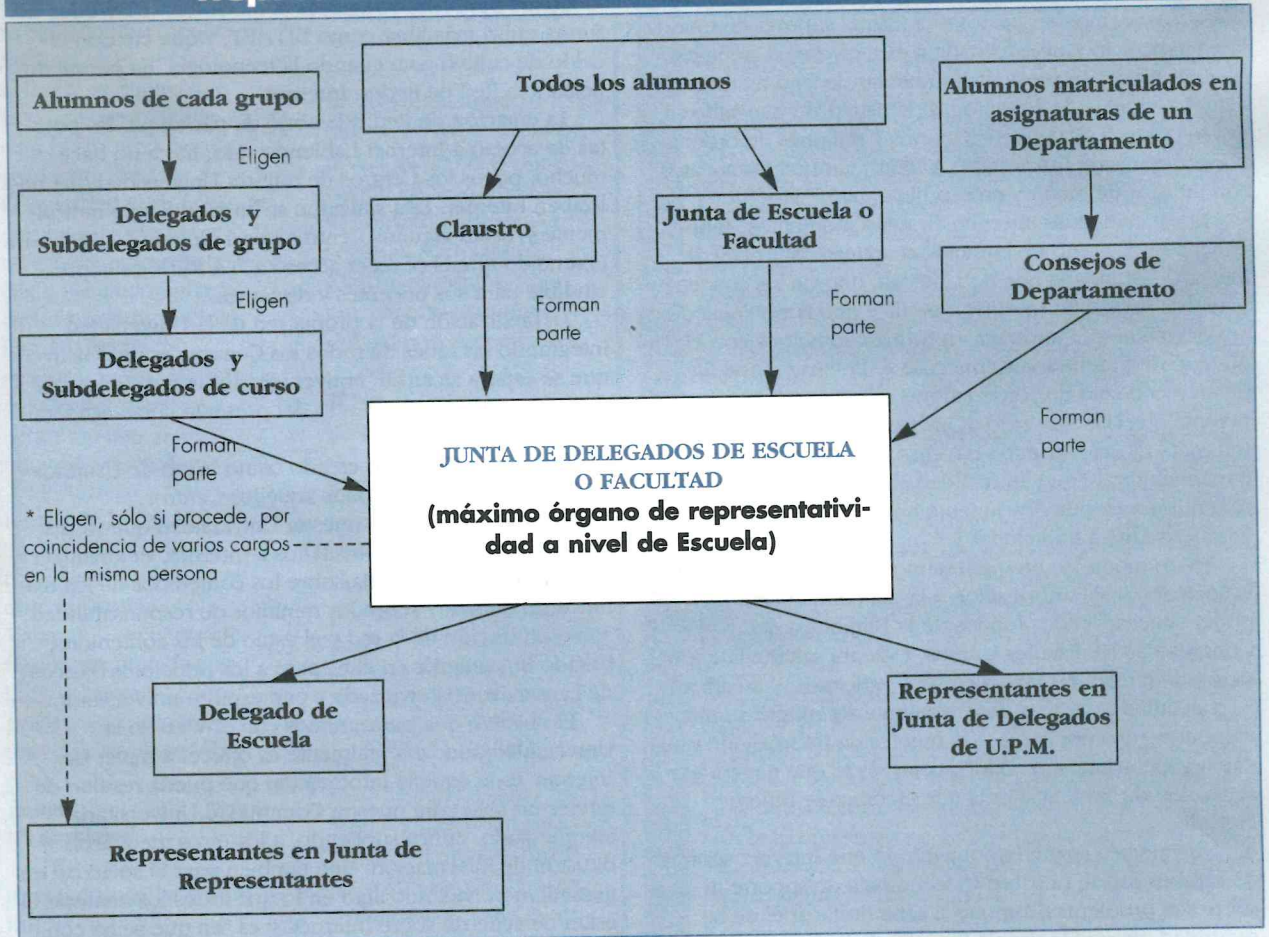 Alumnos de cada grupo
Todos los alumnos
Alumnos matriculados en
asignaturas de un
Departamento
Eligen
Delegados y
Subdelegados de grupo
Claustro
Junta de Escuela o
Facultad
Consejos de
Departamento
Eligen
Forman
parte
Forman
parte
Delegados y
Subdelegados de curso
Forman
parte
Forman
parte
JUNTA DE DELEGADOS DE ESCUELA
O FACULTAD
(máximo órgano de representativi-
dad a nivel de Escuela)
* Eligen, sólo si procede, por
coincidencia de varios cargos
en la misma persona
Delegado de
Escuela
Representantes en
Junta de Delegados
de U.P.M.
Representantes en Junta de
Representantes